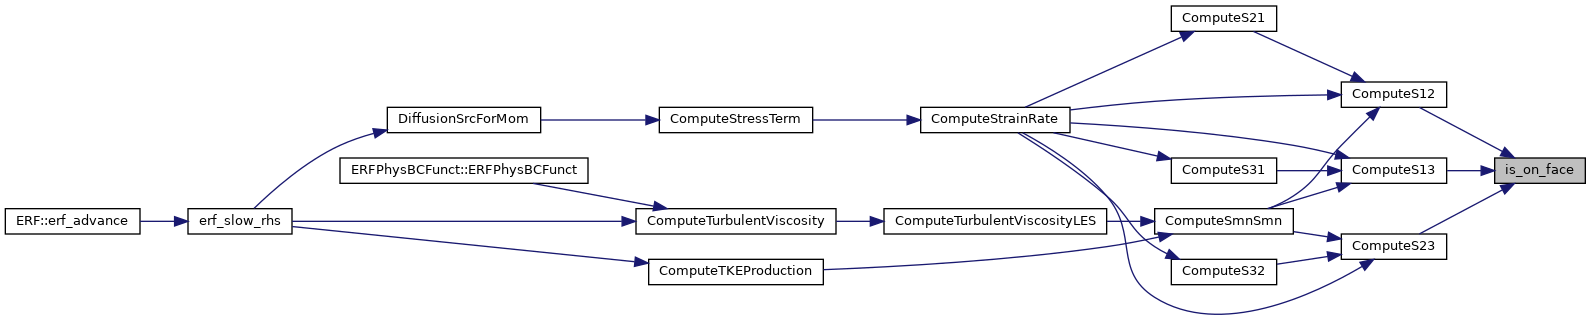 ComputeS21
ComputeS12
DiffusionSrcForMom
ComputeStressTerm
ComputeStrainRate
ERFPhysBCFunct::ERFPhysBCFunct
ComputeS31
ComputeS13
is_on_face
ERF::erf_advance
erf_slow_rhs
ComputeTurbulentViscosity
ComputeTurbulentViscosityLES
ComputeSmnSmn
ComputeS23
ComputeTKEProduction
ComputeS32